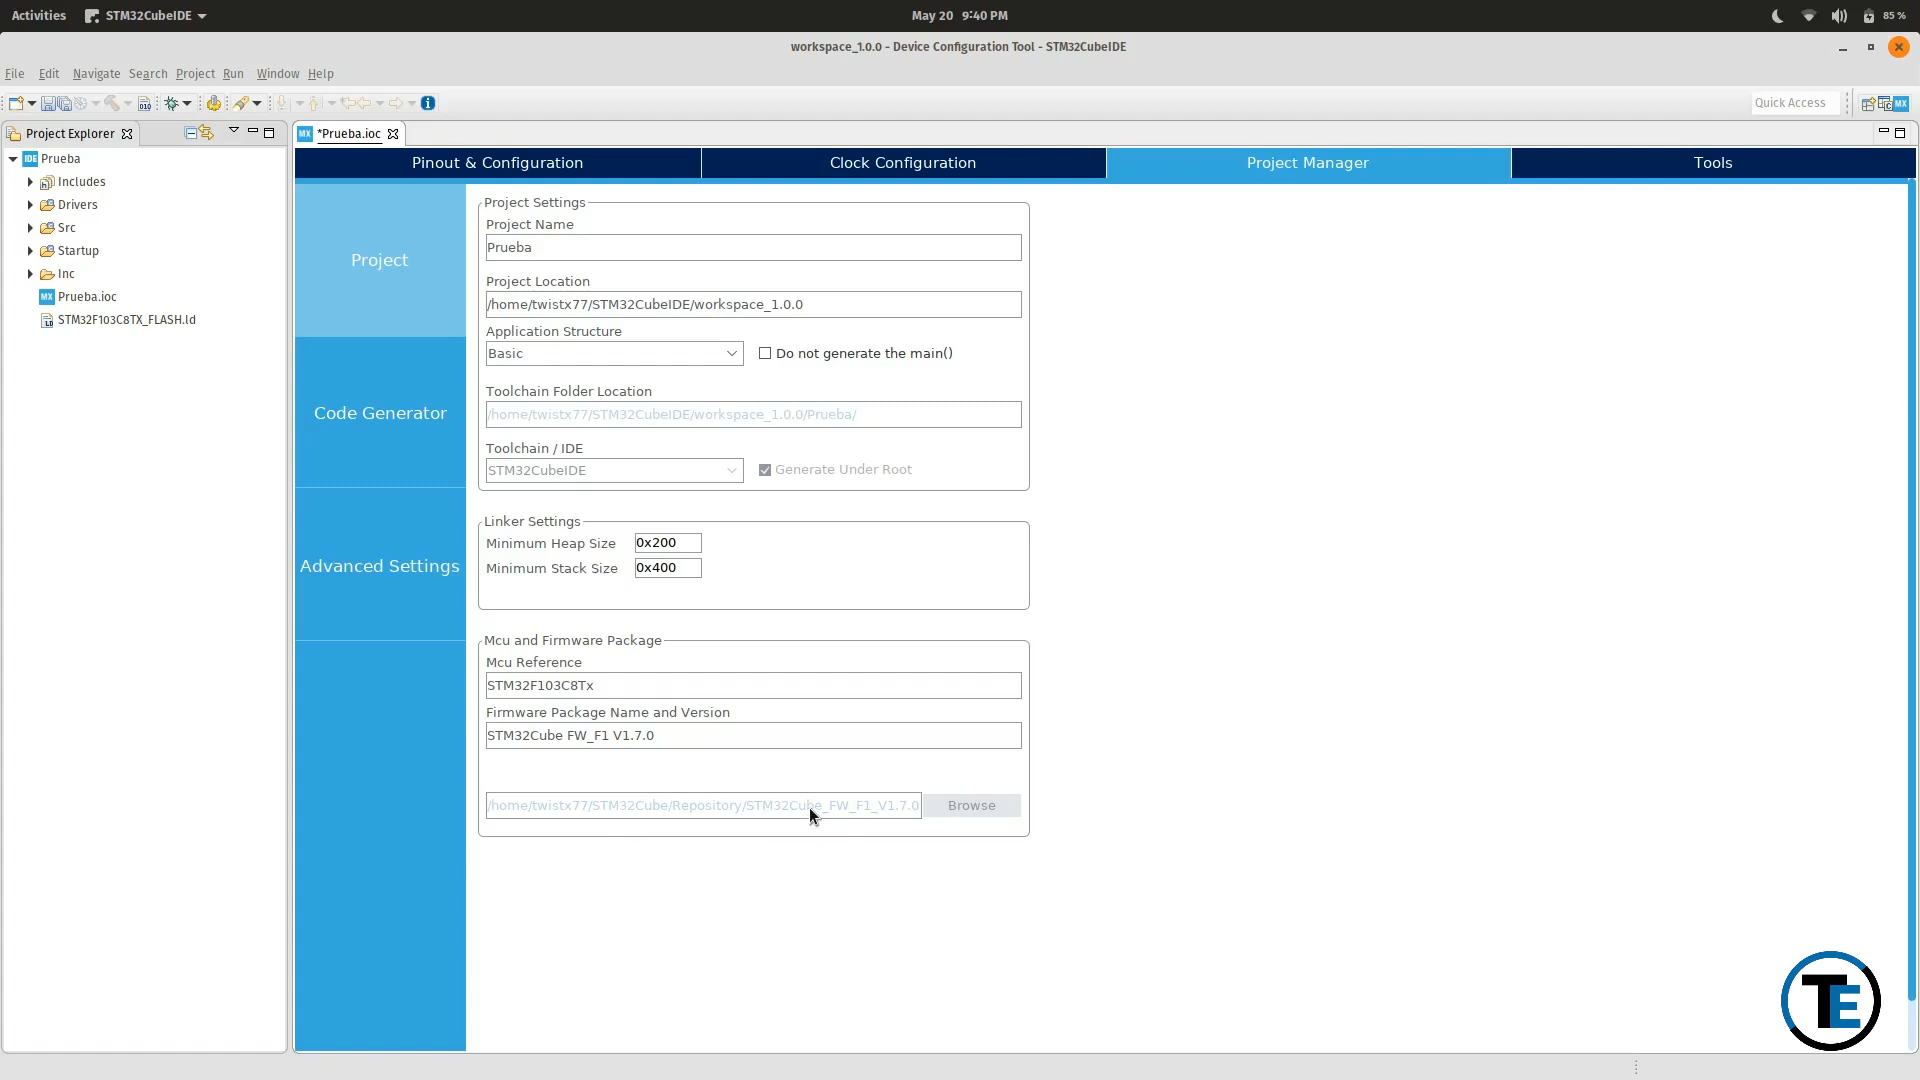 Activities STM32CubeIDE May 20 9:40 PM 85 %
workspace_1.0.0 - Device Configuration Tool - STM32CubeIDE
File Edit Navigate Search Project Run Window Help
010 Quick Access MX
Project Explorer MX *Prueba.ioc
Pinout & Configuration Clock Configuration Project Manager Tools
IDE Prueba
Includes
Drivers
Src
Startup
Inc
MX Prueba.ioc
STM32F103C8TX_FLASH.ld
Project
Code Generator
Advanced Settings
Project Settings
Project Name
Prueba
Project Location
/home/twistx77/STM32CubeIDE/workspace_1.0.0
Application Structure
Basic Do not generate the main()
Toolchain Folder Location
/home/twistx77/STM32CubeIDE/workspace_1.0.0/Prueba/
Toolchain / IDE
STM32CubeIDE Generate Under Root
Linker Settings
Minimum Heap Size 0x200
Minimum Stack Size 0x400
Mcu and Firmware Package
Mcu Reference
STM32F103C8Tx
Firmware Package Name and Version
STM32Cube FW_F1 V1.7.0
/home/twistx77/STM32Cube/Repository/STM32Cube_FW_F1_V1.7.0 Browse
TE